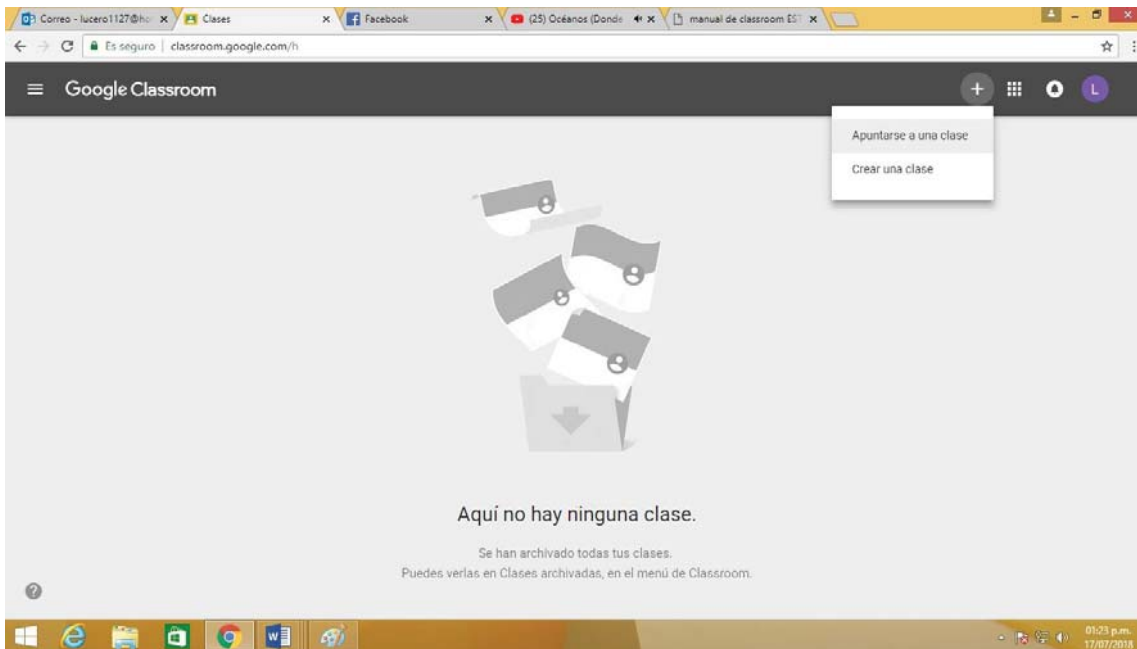 Correo - lucero1127@ho
Clases
Facebook
(25) Océanos (Donde
manual de classroom EST
Es seguro | classroom.google.com/h
Google Classroom
L
Apuntarse a una clase
Crear una clase
Aquí no hay ninguna clase.
Se han archivado todas tus clases.
Puedes verlas en Clases archivadas, en el menú de Classroom.
01:23 p.m.
17/07/2018